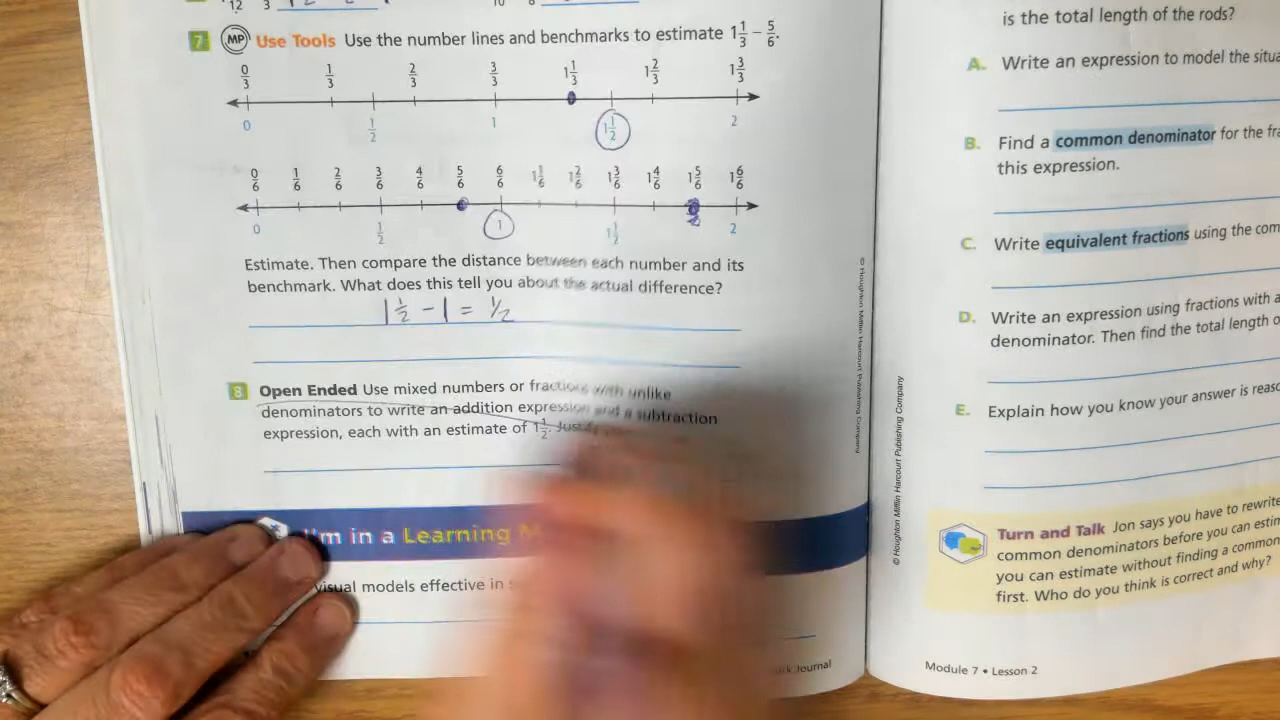 12 3
10 8
7 MP Use Tools Use the number lines and benchmarks to estimate 1 1/3 − 5/6.
0/3 1/3 2/3 3/3 1 1/3 1 2/3 1 3/3
0 1/2 1 1 1/2 2
0/6 1/6 2/6 3/6 4/6 5/6 6/6 1 1/6 1 2/6 1 3/6 1 4/6 1 5/6 1 6/6
0 1/2 1 1 1/2 2
Estimate. Then compare the distance between each number and its
benchmark. What does this tell you about the actual difference?
1 1/2 − 1 = 1/2
8 Open Ended Use mixed numbers or fractions with unlike
denominators to write an addition expression and a subtraction
expression, each with an estimate of 1 1/2.
I'm in a Learning
visual models effective in
Journal
© Houghton Mifflin Harcourt Publishing Company
is the total length of the rods?
A. Write an expression to model the
B. Find a common denominator for the
this expression.
C. Write equivalent fractions using the
D. Write an expression using fractions with a
denominator. Then find the total length
E. Explain how you know your answer is
© Houghton Mifflin Harcourt Publishing Company
Turn and Talk Jon says you have to rewrite
common denominators before you can
you can estimate without finding a common
first. Who do you think is correct and why?
Module 7 • Lesson 2